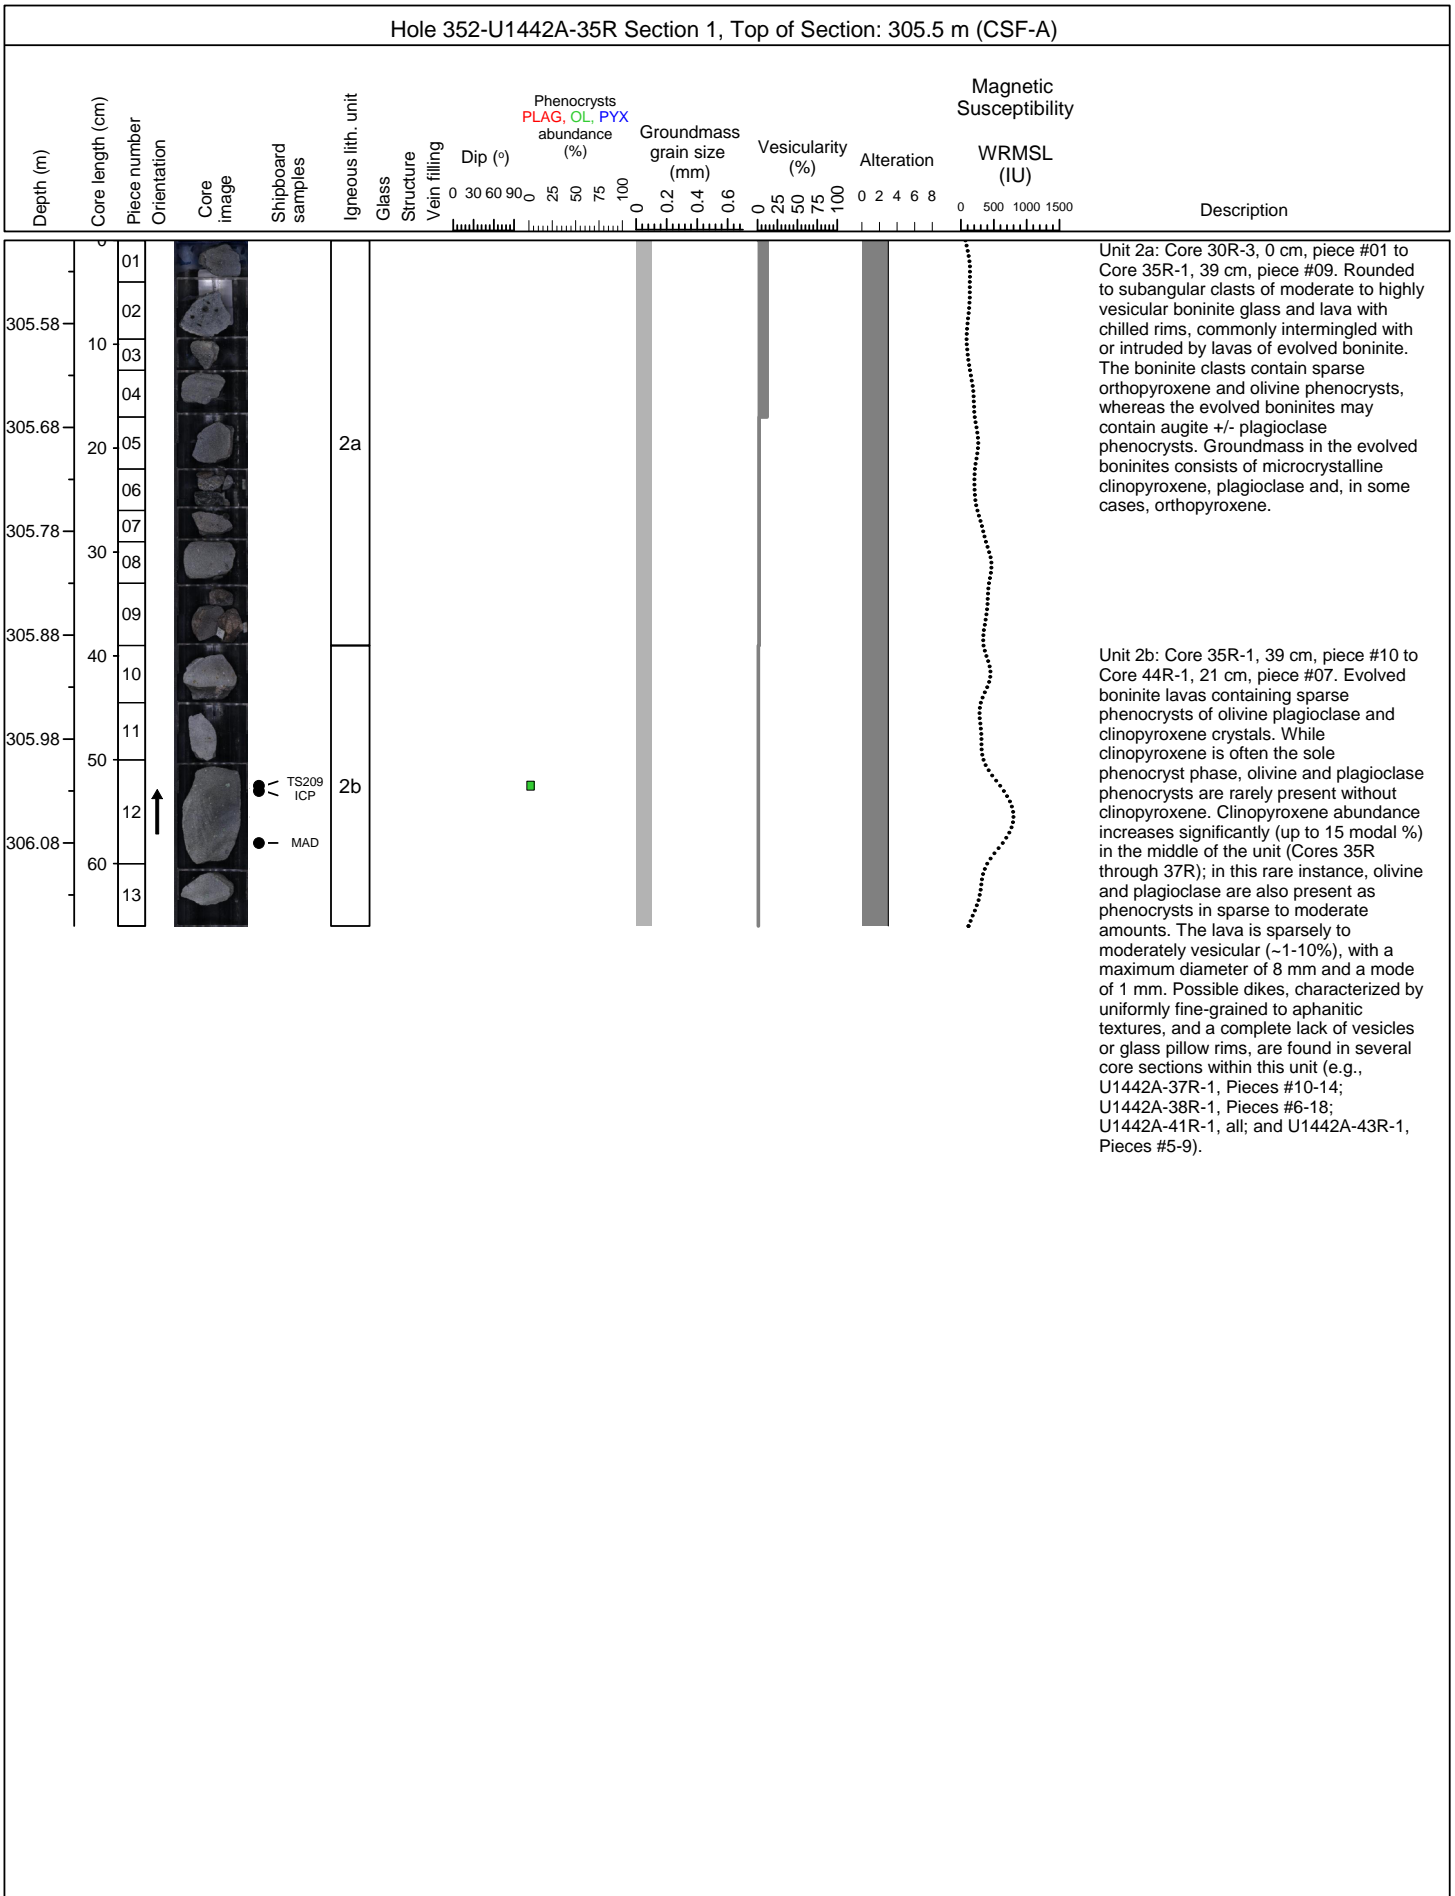 Hole 352-U1442A-35R Section 1, Top of Section: 305.5 m (CSF-A)
Depth (m)
Core length (cm)
Piece number
Orientation
Core
image
Shipboard
samples
Igneous lith. unit
Glass
Structure
Vein filling
Dip (°)
0 30 60 90
Phenocrysts
PLAG, OL, PYX
abundance
(%)
0 25 50 75 100
Groundmass
grain size
(mm)
0 0.2 0.4 0.6
Vesicularity
(%)
0 25 50 75 100
Alteration
0 2 4 6 8
Magnetic
Susceptibility
WRMSL
(IU)
0 500 1000 1500
Description
305.58
305.68
305.78
305.88
305.98
306.08
0
10
20
30
40
50
60
01
02
03
04
05
06
07
08
09
10
11
12
13
TS209
ICP
MAD
2a
2b
Unit 2a: Core 30R-3, 0 cm, piece #01 to
Core 35R-1, 39 cm, piece #09. Rounded
to subangular clasts of moderate to highly
vesicular boninite glass and lava with
chilled rims, commonly intermingled with
or intruded by lavas of evolved boninite.
The boninite clasts contain sparse
orthopyroxene and olivine phenocrysts,
whereas the evolved boninites may
contain augite +/- plagioclase
phenocrysts. Groundmass in the evolved
boninites consists of microcrystalline
clinopyroxene, plagioclase and, in some
cases, orthopyroxene.
Unit 2b: Core 35R-1, 39 cm, piece #10 to
Core 44R-1, 21 cm, piece #07. Evolved
boninite lavas containing sparse
phenocrysts of olivine plagioclase and
clinopyroxene crystals. While
clinopyroxene is often the sole
phenocryst phase, olivine and plagioclase
phenocrysts are rarely present without
clinopyroxene. Clinopyroxene abundance
increases significantly (up to 15 modal %)
in the middle of the unit (Cores 35R
through 37R); in this rare instance, olivine
and plagioclase are also present as
phenocrysts in sparse to moderate
amounts. The lava is sparsely to
moderately vesicular (~1-10%), with a
maximum diameter of 8 mm and a mode
of 1 mm. Possible dikes, characterized by
uniformly fine-grained to aphanitic
textures, and a complete lack of vesicles
or glass pillow rims, are found in several
core sections within this unit (e.g.,
U1442A-37R-1, Pieces #10-14;
U1442A-38R-1, Pieces #6-18;
U1442A-41R-1, all; and U1442A-43R-1,
Pieces #5-9).